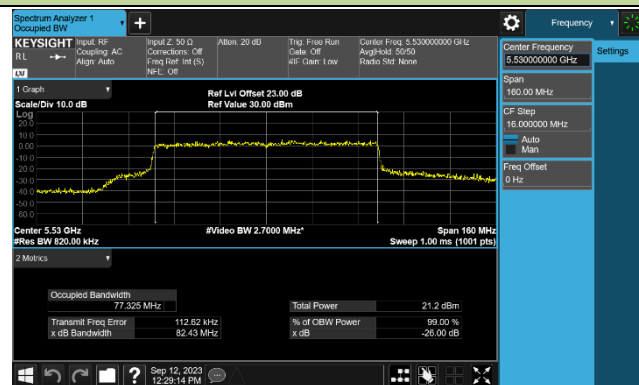 Spectrum Analyzer 1
Occupied BW
Frequency
KEYSIGHT
Input: RF
Input Z: 50 Ω
Atten: 20 dB
Trig: Free Run
Center Freq: 5.530000000 GHz
RL
Coupling: AC
Corrections: Off
Gate: Off
Avg|Hold: 50/50
Align: Auto
Freq Ref: Int (S)
#IF Gain: Low
Radio Std: None
LXI
NFE: Off
Center Frequency
5.530000000 GHz
Settings
Span
160.00 MHz
CF Step
16.000000 MHz
Auto
Man
Freq Offset
0 Hz
1 Graph
Ref Lvl Offset 23.00 dB
Scale/Div 10.0 dB
Ref Value 30.00 dBm
Log
20.0
10.0
0.00
-10.0
-20.0
-30.0
-40.0
-50.0
-60.0
Center 5.53 GHz
#Video BW 2.7000 MHz*
Span 160 MHz
#Res BW 820.00 kHz
Sweep 1.00 ms (1001 pts)
2 Metrics
Occupied Bandwidth
77.325 MHz
Total Power
21.2 dBm
Transmit Freq Error
112.62 kHz
% of OBW Power
99.00 %
x dB Bandwidth
82.43 MHz
x dB
-26.00 dB
?
Sep 12, 2023
12:29:14 PM